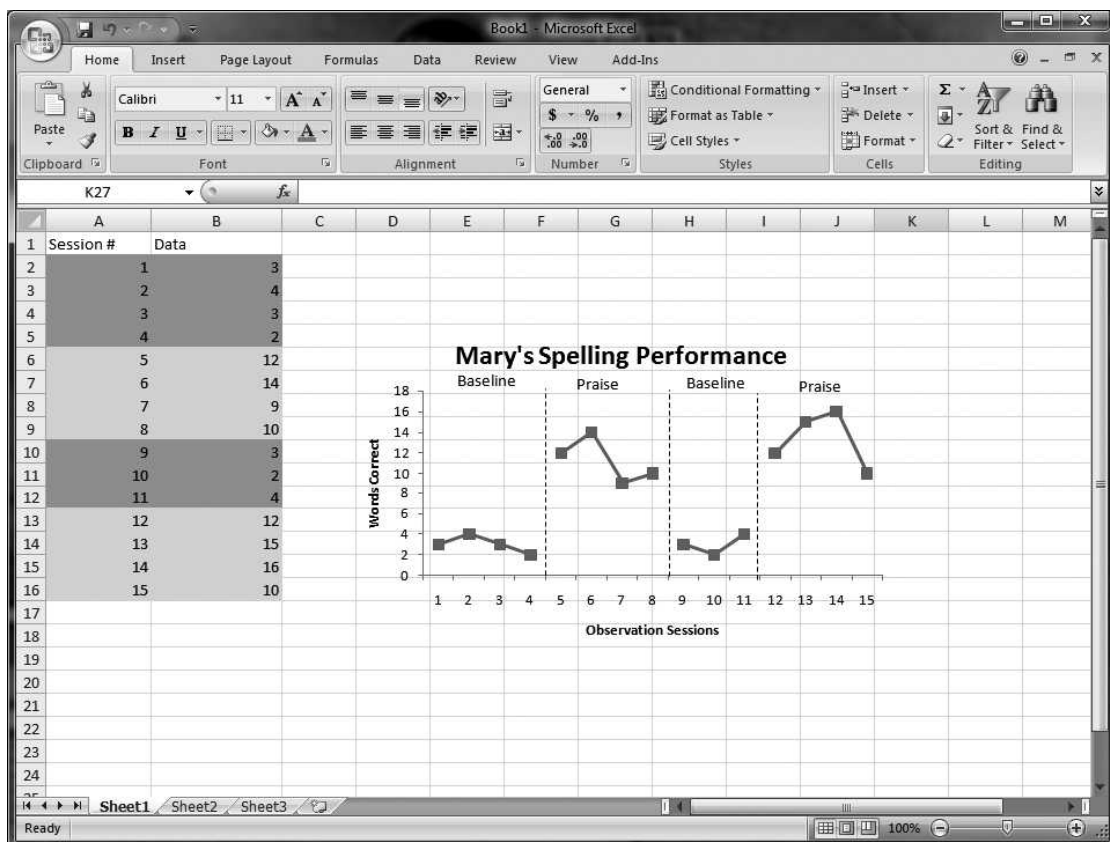 Book1 - Microsoft Excel
Home Insert Page Layout Formulas Data Review View Add-Ins
Paste
Calibri 11 A A
B I U A
General
$ % ,
.0 .00 .00 .0
Conditional Formatting
Format as Table
Cell Styles
Insert
Delete
Format
Σ
Sort & Filter
Find & Select
Clipboard Font Alignment Number Styles Cells Editing
K27 fx
A B C D E F G H I J K L M
1 Session # Data
2 1 3
3 2 4
4 3 3
5 4 2
6 5 12
7 6 14
8 7 9
9 8 10
10 9 3
11 10 2
12 11 4
13 12 12
14 13 15
15 14 16
16 15 10
17
18
19
20
21
22
23
24
Mary's Spelling Performance
Baseline Praise Baseline Praise
18
16
14
12
10
8
6
4
2
0
Words Correct
1 2 3 4 5 6 7 8 9 10 11 12 13 14 15
Observation Sessions
Sheet1 Sheet2 Sheet3
Ready 100%